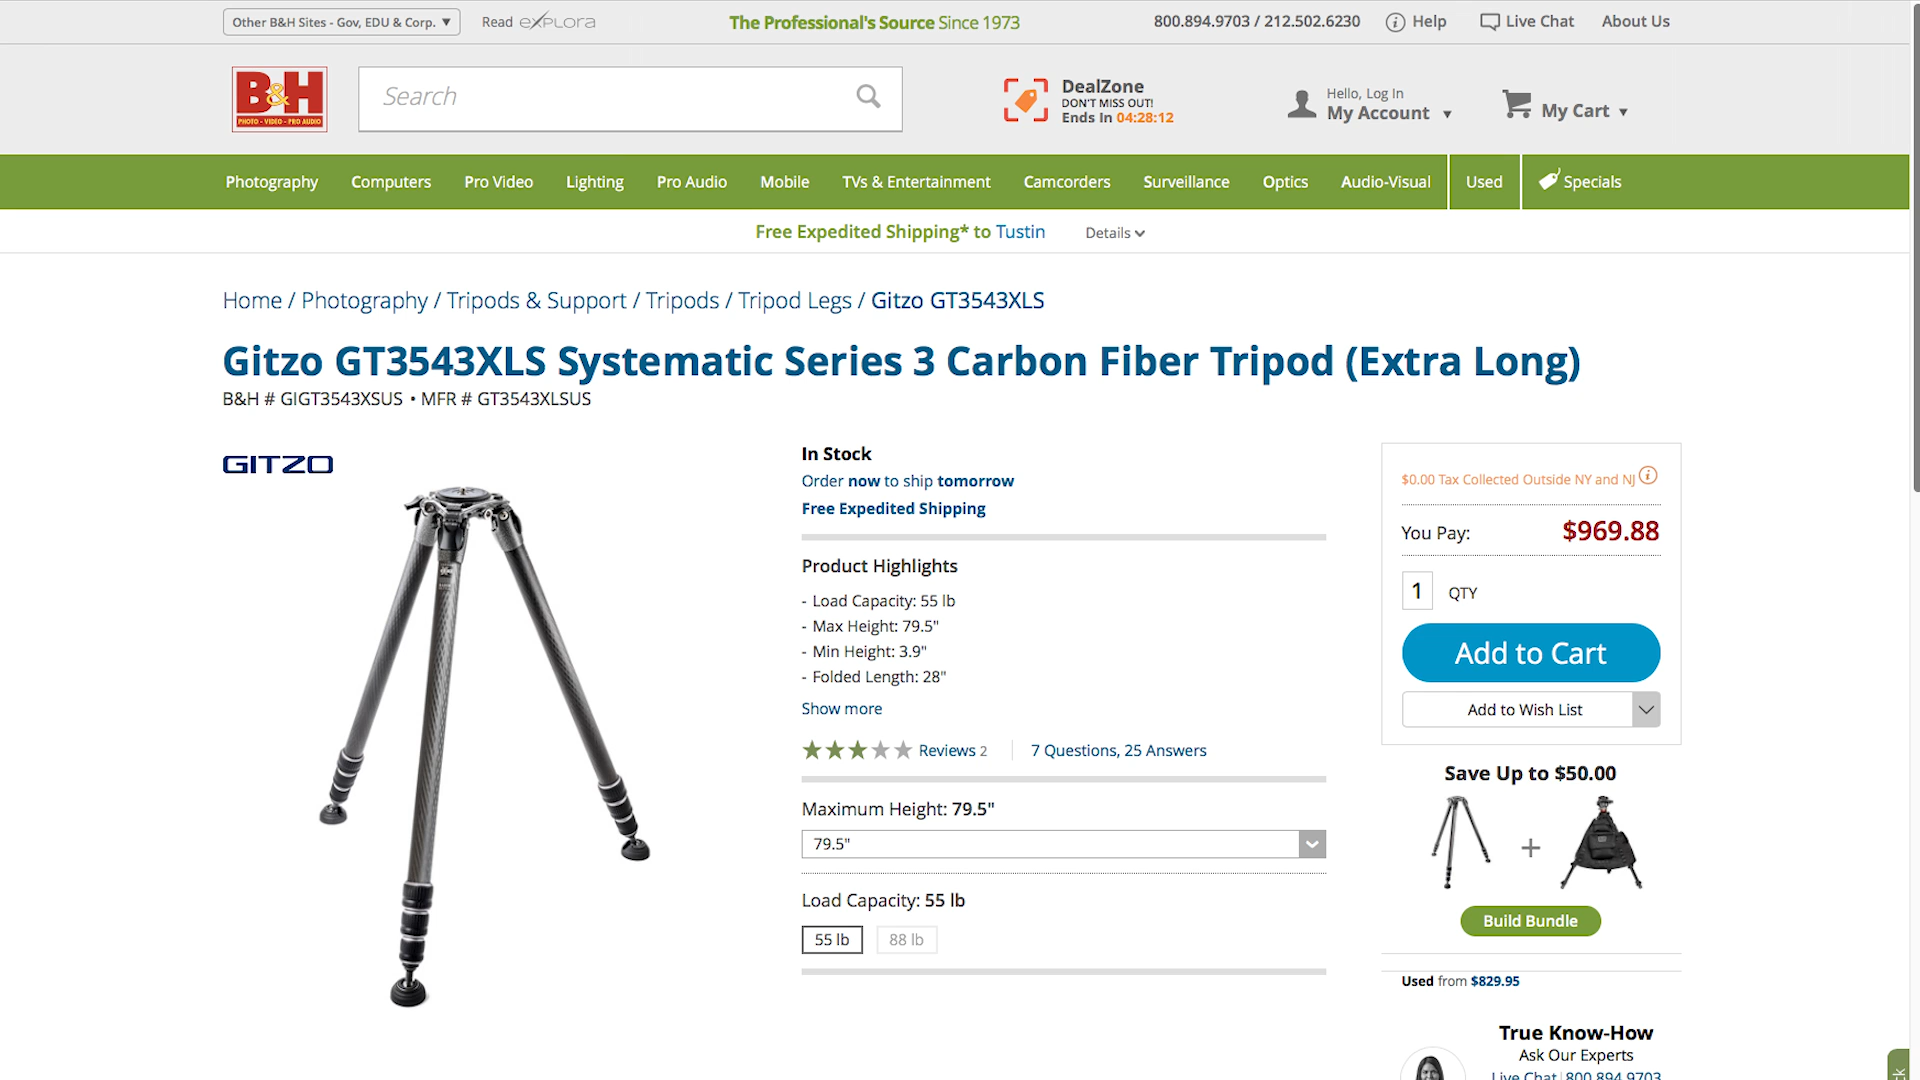 Other B&H Sites - Gov, EDU & Corp. ▼
Read eXPLORA
The Professional's Source Since 1973
800.894.9703 / 212.502.6230
Help
Live Chat
About Us
B&H
PHOTO - VIDEO - PRO AUDIO
Search
DealZone
DON'T MISS OUT!
Ends In 04:28:12
Hello, Log In
My Account ▼
My Cart ▼
Photography
Computers
Pro Video
Lighting
Pro Audio
Mobile
TVs & Entertainment
Camcorders
Surveillance
Optics
Audio-Visual
Used
Specials
Free Expedited Shipping* to Tustin
Details
Home / Photography / Tripods & Support / Tripods / Tripod Legs / Gitzo GT3543XLS
Gitzo GT3543XLS Systematic Series 3 Carbon Fiber Tripod (Extra Long)
B&H # GIGT3543XSUS • MFR # GT3543XLSUS
GITZO
In Stock
Order now to ship tomorrow
Free Expedited Shipping
Product Highlights
- Load Capacity: 55 lb
- Max Height: 79.5"
- Min Height: 3.9"
- Folded Length: 28"
Show more
Reviews 2
7 Questions, 25 Answers
Maximum Height: 79.5"
79.5"
Load Capacity: 55 lb
55 lb
88 lb
$0.00 Tax Collected Outside NY and NJ
You Pay: $969.88
1 QTY
Add to Cart
Add to Wish List
Save Up to $50.00
+
Build Bundle
Used from $829.95
True Know-How
Ask Our Experts
Live Chat | 800.894.9703